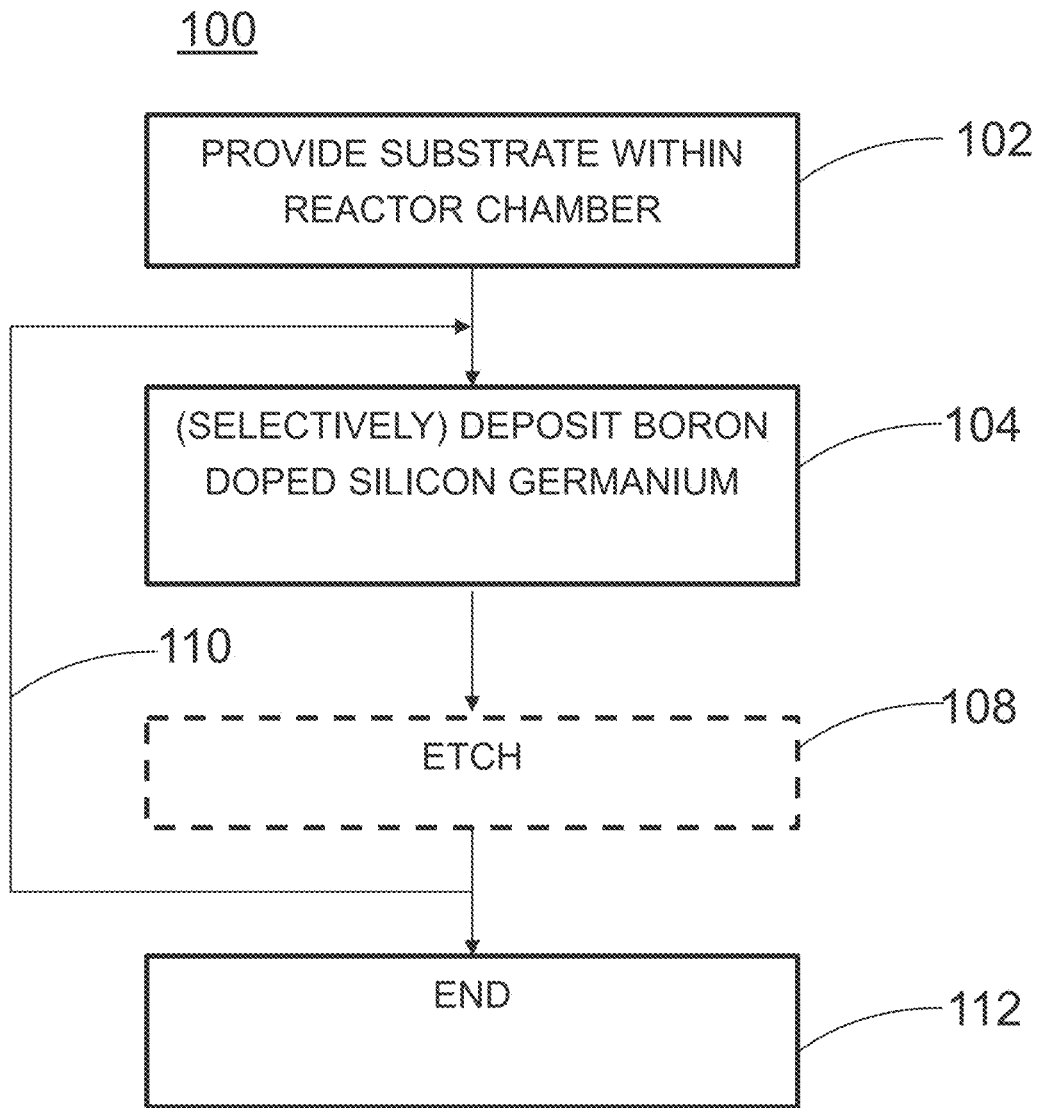 100
PROVIDE SUBSTRATE WITHIN
REACTOR CHAMBER
102
(SELECTIVELY) DEPOSIT BORON
DOPED SILICON GERMANIUM
104
110
ETCH
108
END
112